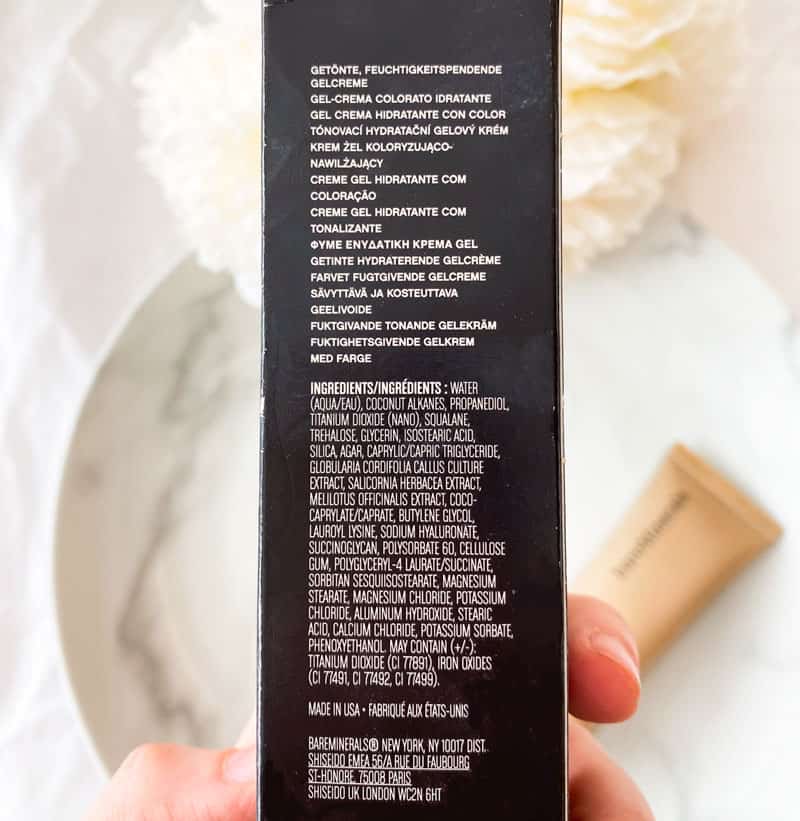 GETÖNTE, FEUCHTIGKEITSPENDENDE
GELCREME
GEL-CREMA COLORATO IDRATANTE
GEL CREMA HIDRATANTE CON COLOR
TÓNOVACÍ HYDRATAČNÍ GELOVÝ KRÉM
KREM ŻEL KOLORYZUJĄCO-
NAWILŻAJĄCY
CREME GEL HIDRATANTE COM
COLORAÇÃO
CREME GEL HIDRATANTE COM
TONALIZANTE
ΦΥΜΕ ΕΝΥΔΑΤΙΚΗ ΚΡΕΜΑ GEL
GETINTE HYDRATERENDE GELCRÈME
FARVET FUGTGIVENDE GELCREME
SÄVYTTÄVÄ JA KOSTEUTTAVA
GEELIVOIDE
FUKTGIVANDE TONANDE GELEKRÄM
FUKTIGHETSGIVENDE GELKREM
MED FARGE
INGREDIENTS/INGRÉDIENTS : WATER
(AQUA/EAU), COCONUT ALKANES, PROPANEDIOL,
TITANIUM DIOXIDE (NANO), SQUALANE,
TREHALOSE, GLYCERIN, ISOSTEARIC ACID,
SILICA, AGAR, CAPRYLIC/CAPRIC TRIGLYCERIDE,
GLOBULARIA CORDIFOLIA CALLUS CULTURE
EXTRACT, SALICORNIA HERBACEA EXTRACT,
MELILOTUS OFFICINALIS EXTRACT, COCO-
CAPRYLATE/CAPRATE, BUTYLENE GLYCOL,
LAUROYL LYSINE, SODIUM HYALURONATE,
SUCCINOGLYCAN, POLYSORBATE 60, CELLULOSE
GUM, POLYGLYCERYL-4 LAURATE/SUCCINATE,
SORBITAN SESQUIISOSTEARATE, MAGNESIUM
STEARATE, MAGNESIUM CHLORIDE, POTASSIUM
CHLORIDE, ALUMINUM HYDROXIDE, STEARIC
ACID, CALCIUM CHLORIDE, POTASSIUM SORBATE,
PHENOXYETHANOL. MAY CONTAIN (+/-):
TITANIUM DIOXIDE (CI 77891), IRON OXIDES
(CI 77491, CI 77492, CI 77499).
MADE IN USA • FABRIQUÉ AUX ÉTATS-UNIS
BAREMINERALS® NEW YORK, NY 10017 DIST.
SHISEIDO EMEA 56/A RUE DU FAUBOURG
ST-HONORE, 75008 PARIS
SHISEIDO UK LONDON WC2N 6HT
bareMinerals